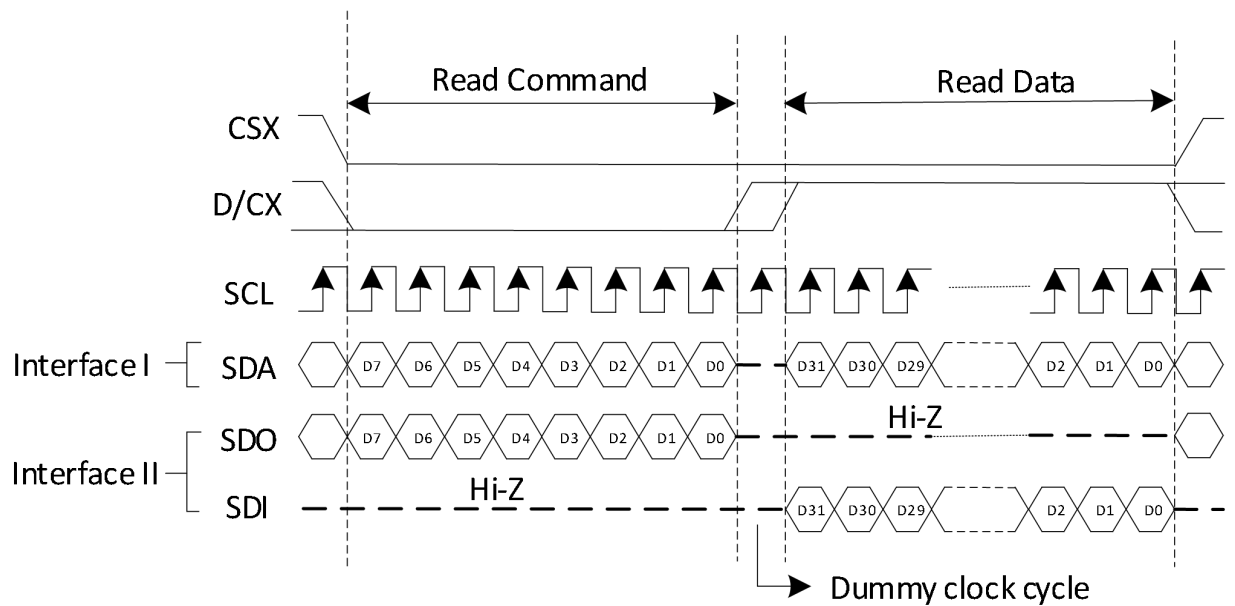 Read Command
Read Data
CSX
D/CX
SCL
Interface I
SDA
D7 D6 D5 D4 D3 D2 D1 D0 D31 D30 D29 D2 D1 D0
Hi-Z
SDO
D7 D6 D5 D4 D3 D2 D1 D0
Interface II
Hi-Z
SDI
D31 D30 D29 D2 D1 D0
Dummy clock cycle